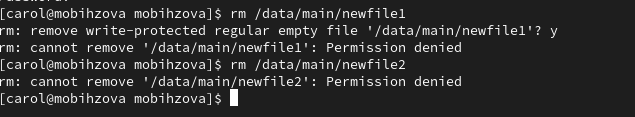 [carol@mobihzova mobihzova]$ rm /data/main/newfile1
rm: remove write-protected regular empty file '/data/main/newfile1'? y
rm: cannot remove '/data/main/newfile1': Permission denied
[carol@mobihzova mobihzova]$ rm /data/main/newfile2
rm: cannot remove '/data/main/newfile2': Permission denied
[carol@mobihzova mobihzova]$